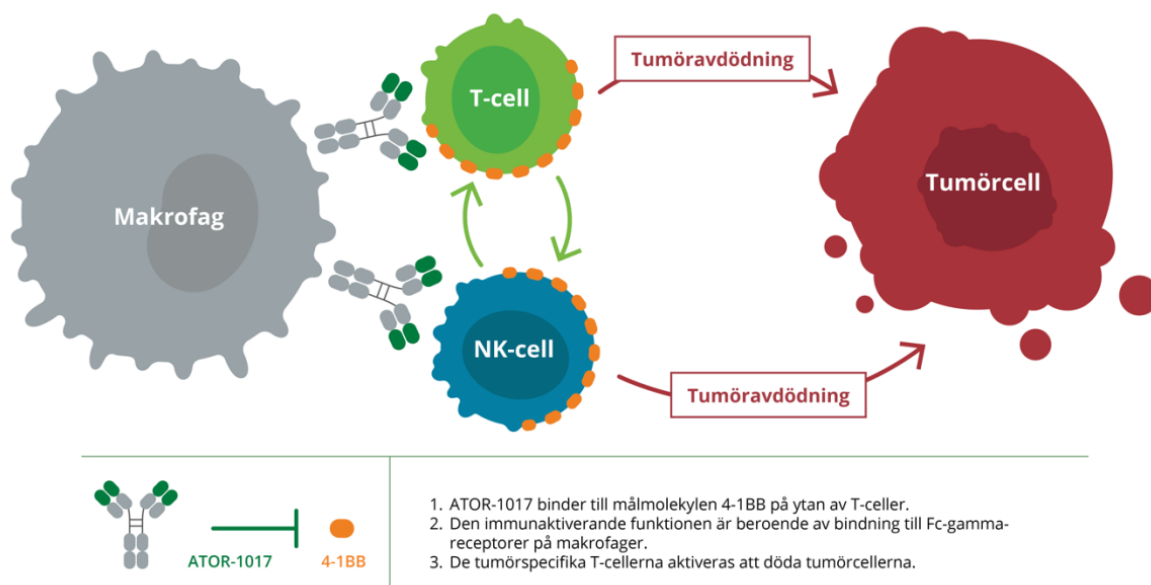 Tumöravdödning
T-cell
Makrofag
Tumörcell
NK-cell
Tumöravdödning
ATOR-1017
4-1BB
1. ATOR-1017 binder till målmolekylen 4-1BB på ytan av T-celler.
2. Den immunaktiverande funktionen är beroende av bindning till Fc-gamma-
receptorer på makrofager.
3. De tumörspecifika T-cellerna aktiveras att döda tumörcellerna.